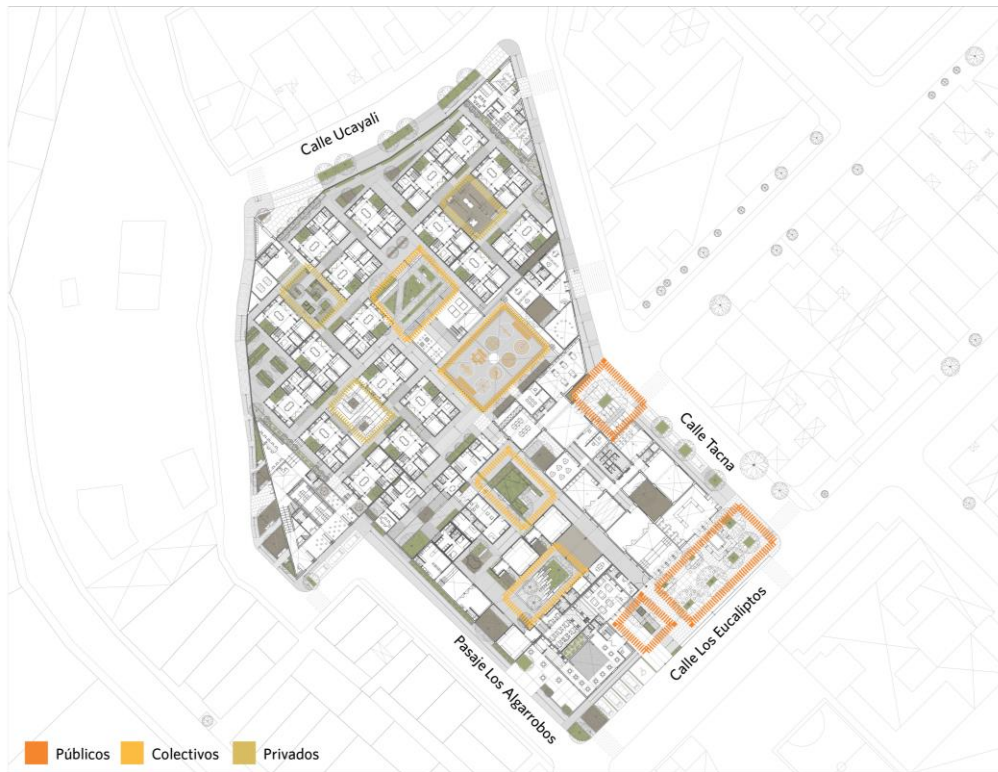 Calle Ucayali
Calle Tacna
Calle Los Eucaliptos
Pasaje Los Algarrobos
Públicos
Colectivos
Privados